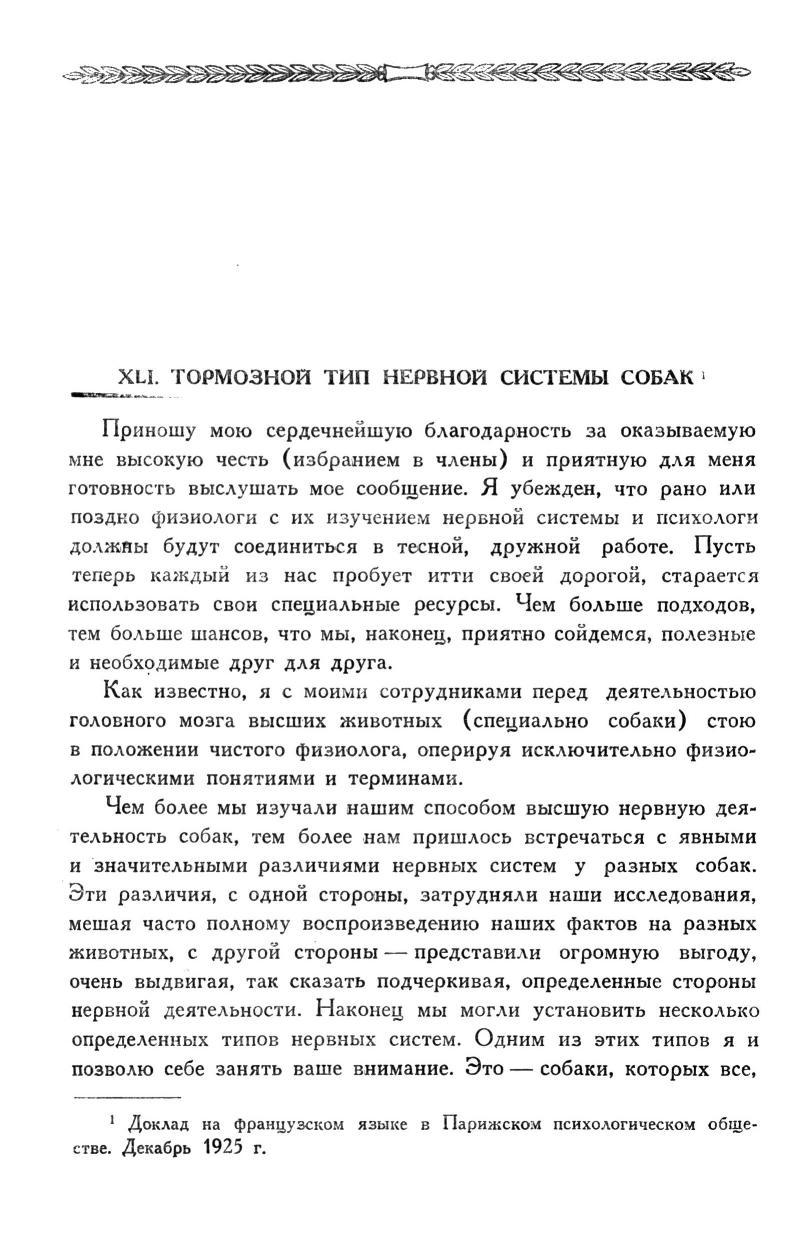 XLI. ТОРМОЗНОЙ ТИП НЕРВНОЙ СИСТЕМЫ СОБАК ¹
Приношу мою сердечнейшую благодарность за оказываемую
мне высокую честь (избранием в члены) и приятную для меня
готовность выслушать мое сообщение. Я убежден, что рано или
поздно физиологи с их изучением нервной системы и психологи
должны будут соединиться в тесной, дружной работе. Пусть
теперь каждый из нас пробует итти своей дорогой, старается
использовать свои специальные ресурсы. Чем больше подходов,
тем больше шансов, что мы, наконец, приятно сойдемся, полезные
и необходимые друг для друга.
Как известно, я с моими сотрудниками перед деятельностью
головного мозга высших животных (специально собаки) стою
в положении чистого физиолога, оперируя исключительно физио-
логическими понятиями и терминами.
Чем более мы изучали нашим способом высшую нервную дея-
тельность собак, тем более нам пришлось встречаться с явными
и значительными различиями нервных систем у разных собак.
Эти различия, с одной стороны, затрудняли наши исследования,
мешая часто полному воспроизведению наших фактов на разных
животных, с другой стороны — представили огромную выгоду,
очень выдвигая, так сказать подчеркивая, определенные стороны
нервной деятельности. Наконец мы могли установить несколько
определенных типов нервных систем. Одним из этих типов я и
позволю себе занять ваше внимание. Это — собаки, которых все,
¹ Доклад на французском языке в Парижском психологическом обще-
стве. Декабрь 1925 г.